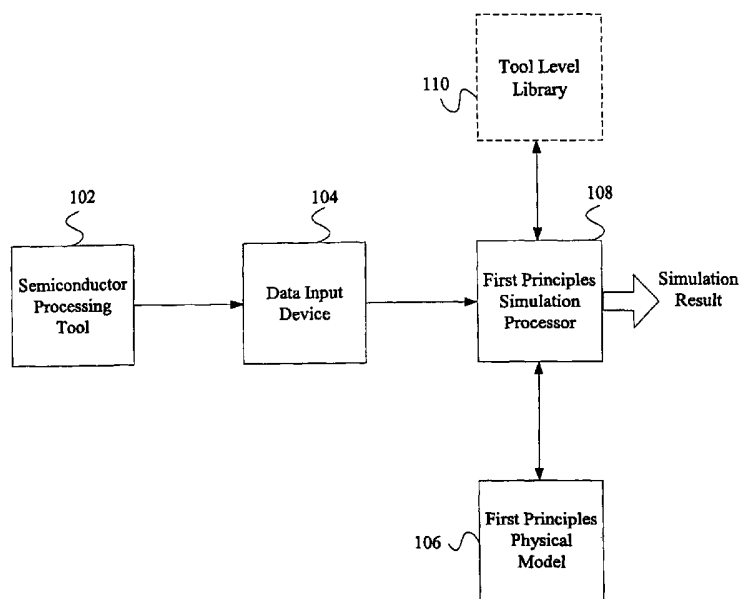 Tool Level
Library
110
102
104
108
Semiconductor
Processing
Tool
Data Input
Device
First Principles
Simulation
Processor
Simulation
Result
First Principles
Physical
Model
106